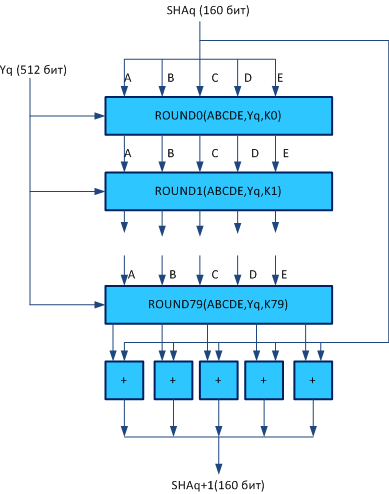 SHAq (160 бит)
Yq (512 бит)
A B C D E
ROUND0(ABCDE,Yq,K0)
A B C D E
ROUND1(ABCDE,Yq,K1)
A B C D E
ROUND79(ABCDE,Yq,K79)
+ + + + +
SHAq+1(160 бит)